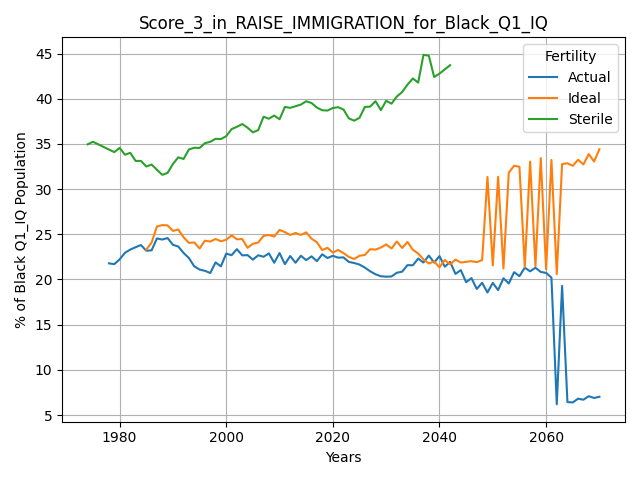 Score_3_in_RAISE_IMMIGRATION_for_Black_Q1_IQ
% of Black Q1_IQ Population
45
40
35
30
25
20
15
10
5
Fertility
Actual
Ideal
Sterile
1980 2000 2020 2040 2060
Years